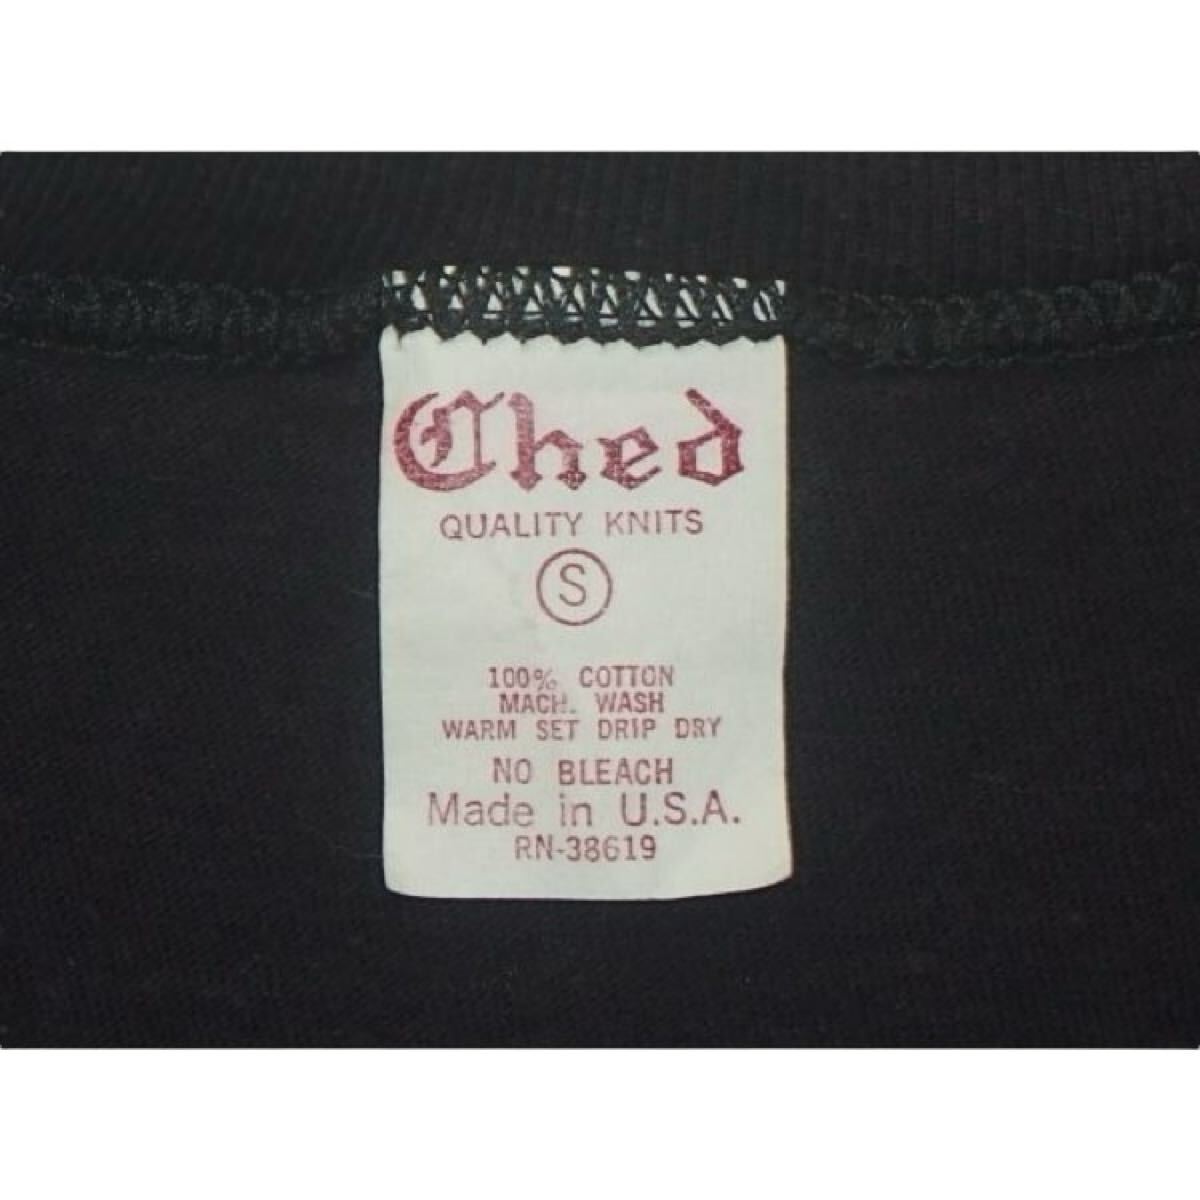 Ched
QUALITY KNITS
S
100% COTTON
MACH. WASH
WARM SET DRIP DRY
NO BLEACH
Made in U.S.A.
RN-38619